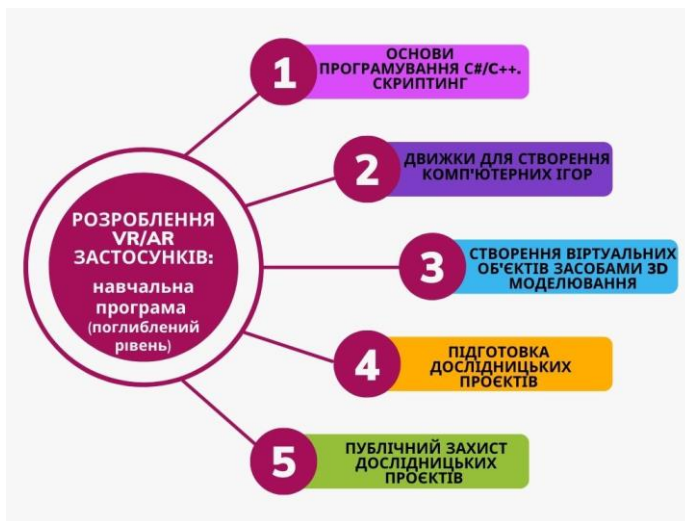 РОЗРОБЛЕННЯ
VR/AR
ЗАСТОСУНКІВ:
навчальна
програма
(поглиблений
рівень)
1
ОСНОВИ
ПРОГРАМУВАННЯ C#/C++.
СКРИПТИНГ
2
ДВИЖКИ ДЛЯ СТВОРЕННЯ
КОМП'ЮТЕРНИХ ІГОР
3
СТВОРЕННЯ ВІРТУАЛЬНИХ
ОБ'ЄКТІВ ЗАСОБАМИ 3D
МОДЕЛЮВАННЯ
4
ПІДГОТОВКА
ДОСЛІДНИЦЬКИХ
ПРОЄКТІВ
5
ПУБЛІЧНИЙ ЗАХИСТ
ДОСЛІДНИЦЬКИХ
ПРОЄКТІВ